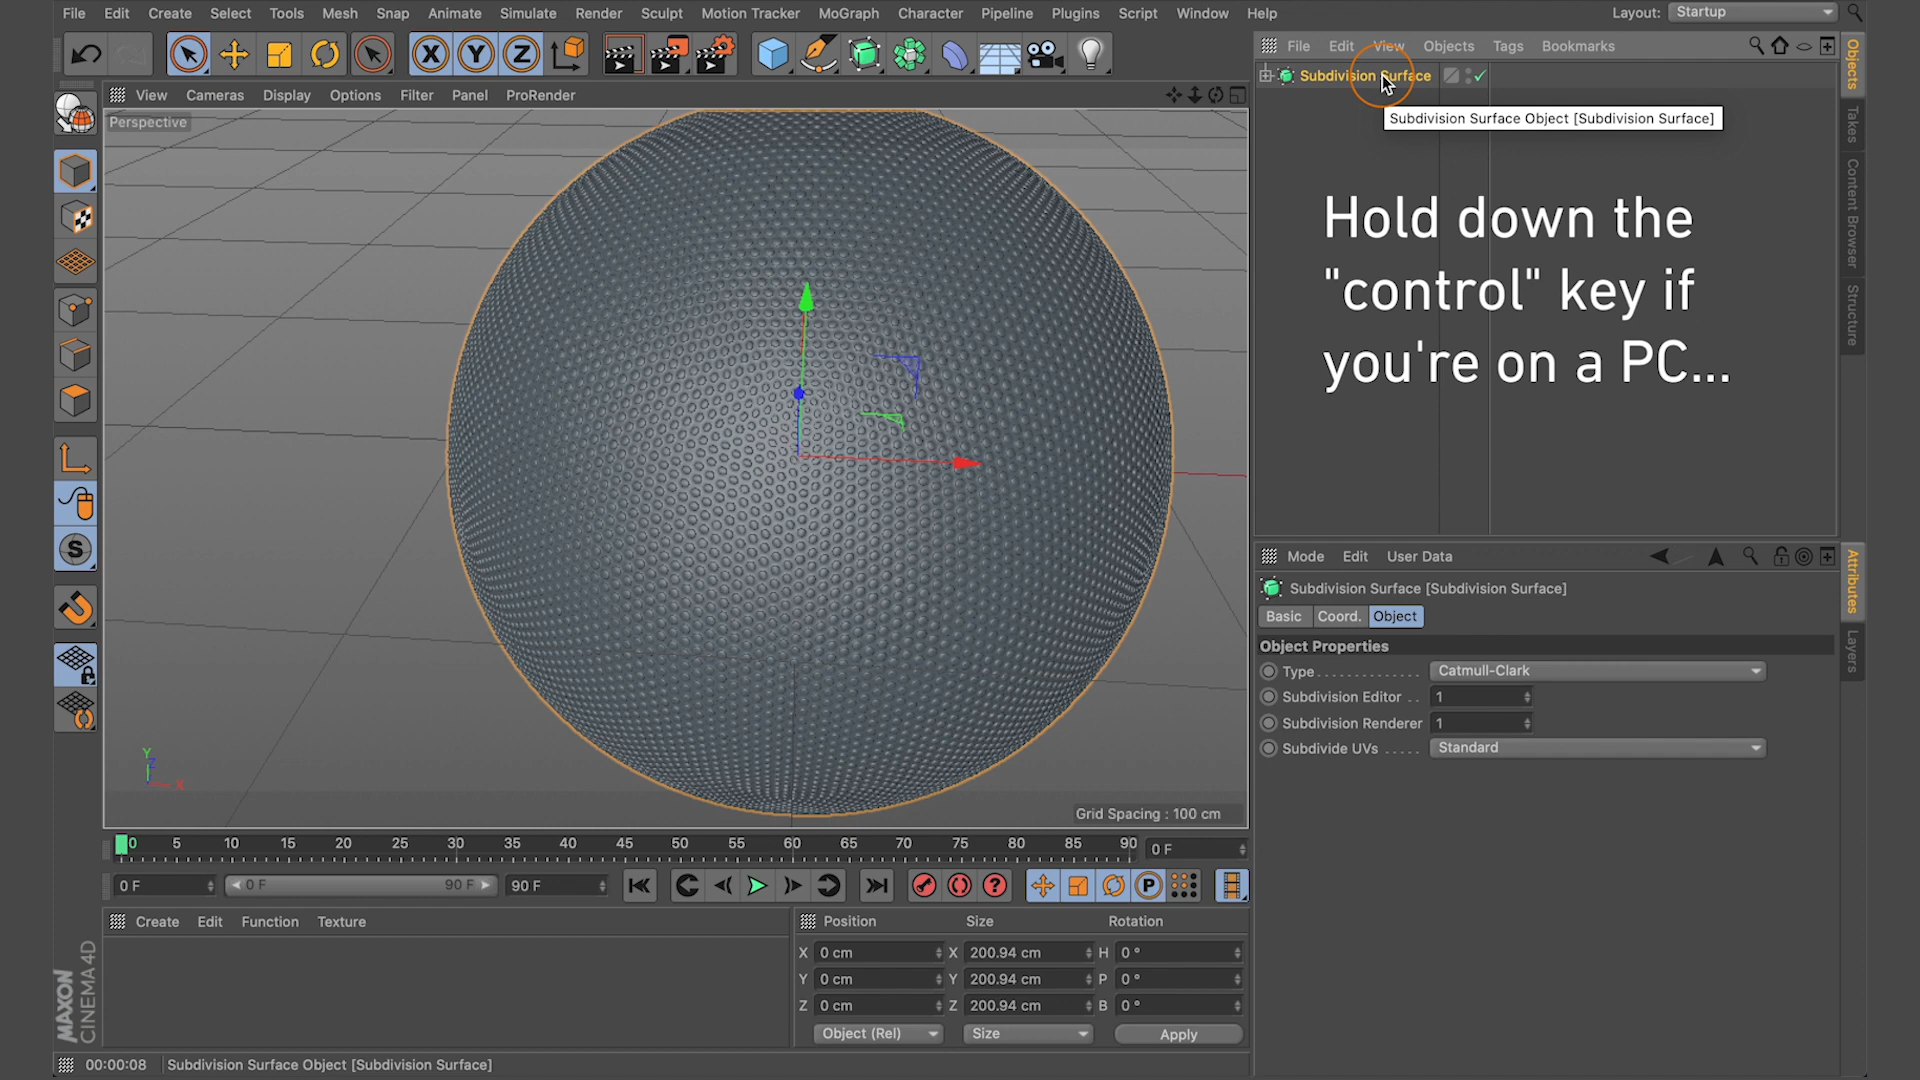 File Edit Create Select Tools Mesh Snap Animate Simulate Render Sculpt Motion Tracker MoGraph Character Pipeline Plugins Script Window Help Layout: Startup
X Y Z
File Edit View Objects Tags Bookmarks
Subdivision Surface
Subdivision Surface Object [Subdivision Surface]
View Cameras Display Options Filter Panel ProRender
Perspective
Hold down the
"control" key if
you're on a PC...
Objects
Takes
Content Browser
Structure
S
Y
Z
X
Grid Spacing : 100 cm
Mode Edit User Data
Subdivision Surface [Subdivision Surface]
Basic Coord. Object
Object Properties
Type Catmull-Clark
Subdivision Editor 1
Subdivision Renderer 1
Subdivide UVs Standard
Attributes
Layers
0 5 10 15 20 25 30 35 40 45 50 55 60 65 70 75 80 85 90 0 F
0 F 0 F 90 F 90 F ? P
Create Edit Function Texture
Position Size Rotation
X 0 cm X 200.94 cm H 0 °
Y 0 cm Y 200.94 cm P 0 °
Z 0 cm Z 200.94 cm B 0 °
Object (Rel) Size Apply
MAXON
CINEMA 4D
00:00:08 Subdivision Surface Object [Subdivision Surface]